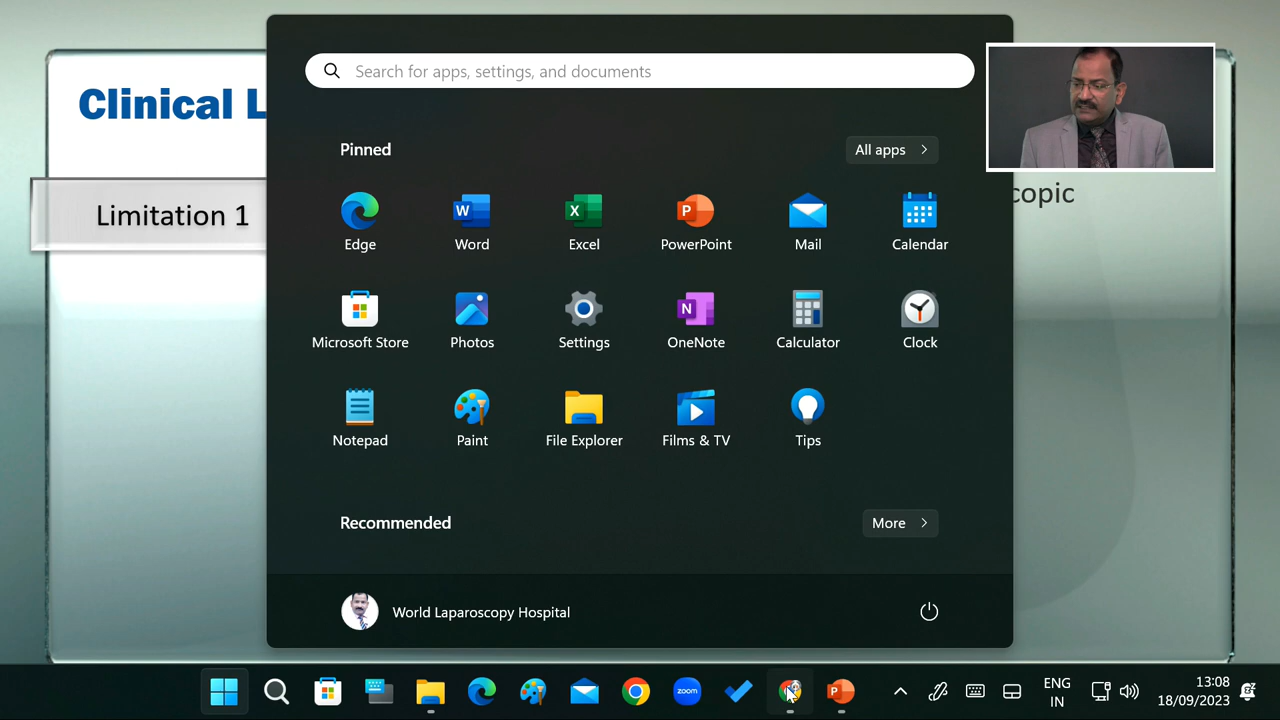 Search for apps, settings, and documents
Clinical L
Pinned
All apps
Limitation 1
copic
Edge
Word
Excel
PowerPoint
Mail
Calendar
Microsoft Store
Photos
Settings
OneNote
Calculator
Clock
Notepad
Paint
File Explorer
Films & TV
Tips
Recommended
More
World Laparoscopy Hospital
zoom
ENG
IN
13:08
18/09/2023